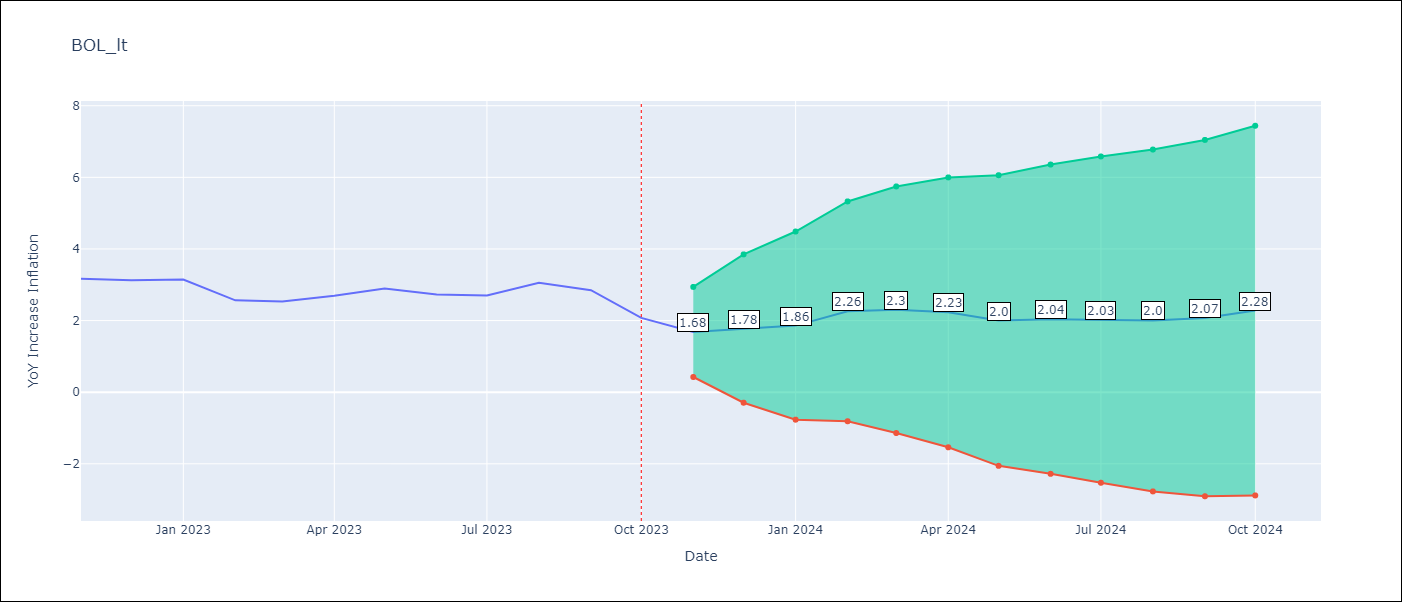 BOL_lt
YoY Increase Inflation
8
6
4
2
0
−2
1.68
1.78
1.86
2.26
2.3
2.23
2.0
2.04
2.03
2.0
2.07
2.28
Jan 2023
Apr 2023
Jul 2023
Oct 2023
Jan 2024
Apr 2024
Jul 2024
Oct 2024
Date